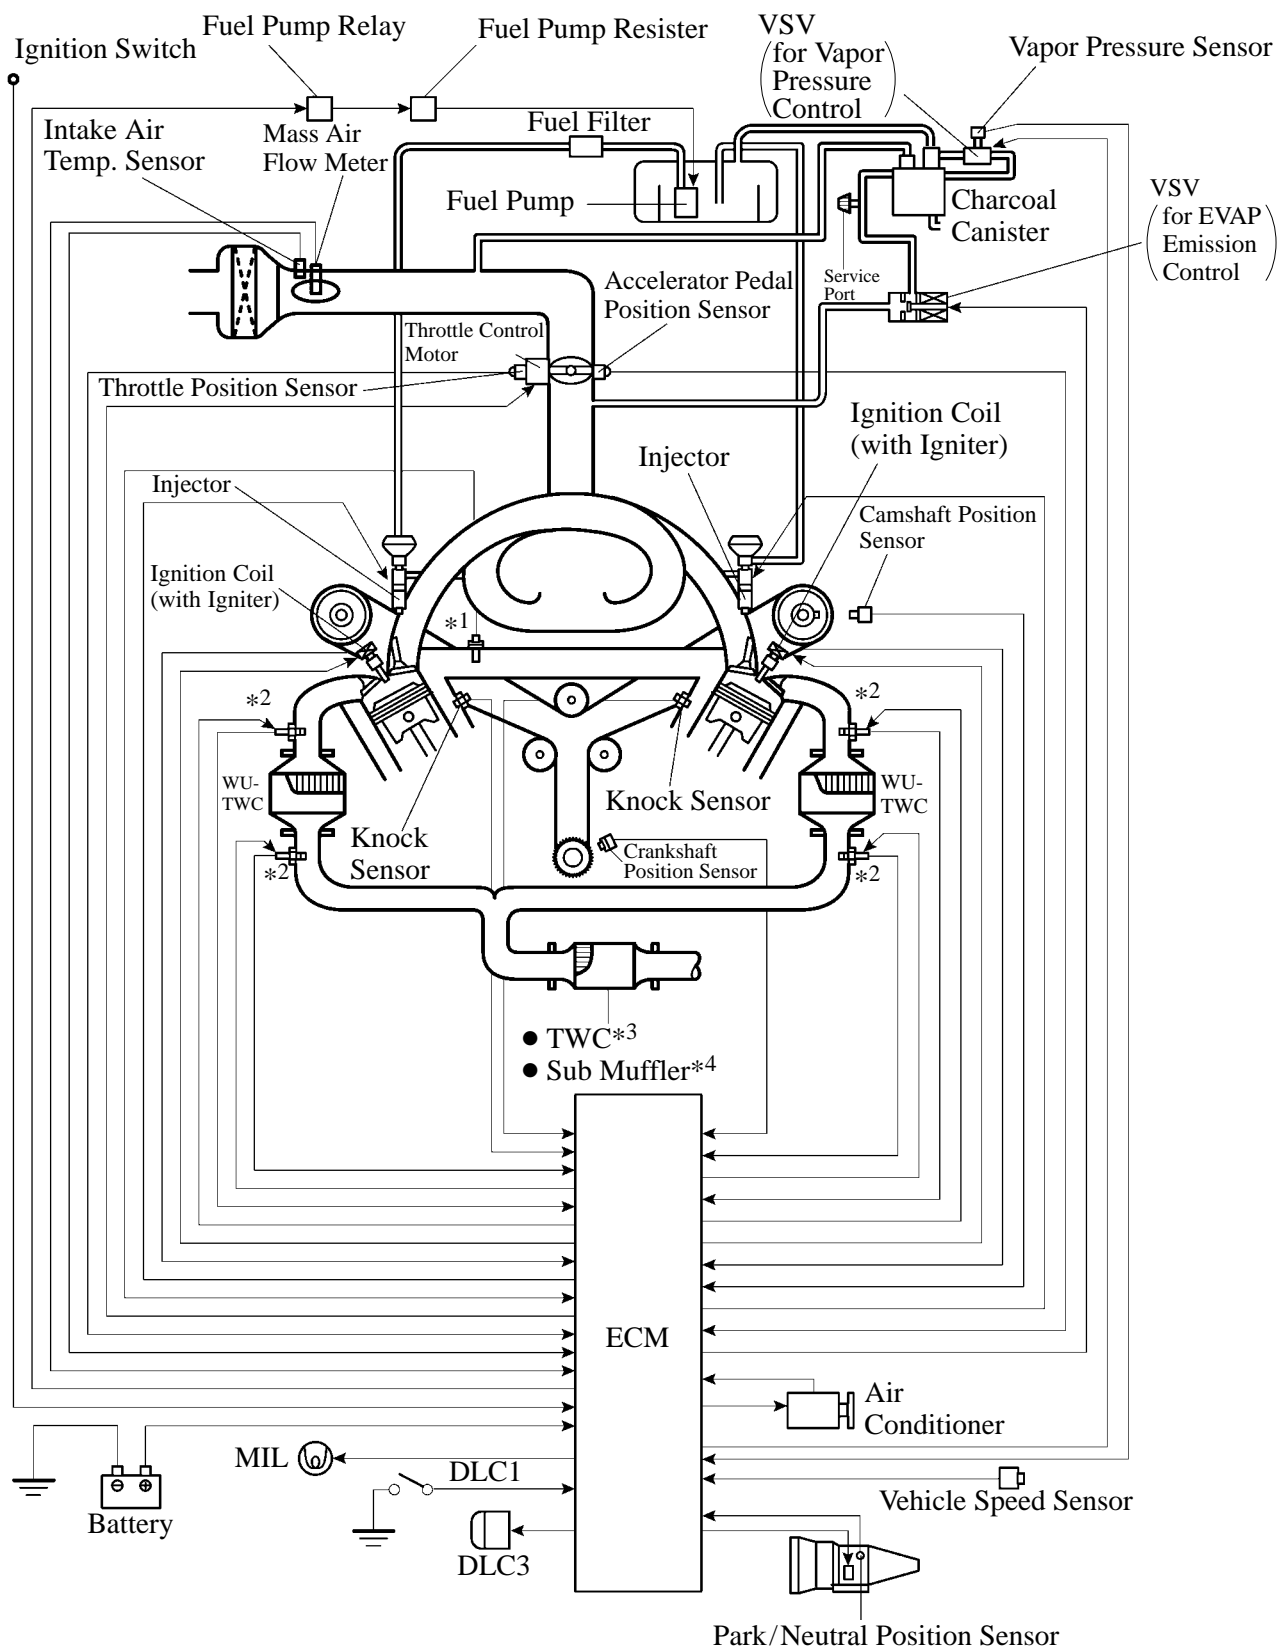 Fuel Pump Relay
Fuel Pump Resister
VSV
for Vapor
Pressure
Control
Vapor Pressure Sensor
Ignition Switch
Intake Air
Temp. Sensor
Mass Air
Flow Meter
Fuel Filter
Fuel Pump
Charcoal
Canister
VSV
for EVAP
Emission
Control
Service
Port
Accelerator Pedal
Position Sensor
Throttle Control
Motor
Throttle Position Sensor
Ignition Coil
(with Igniter)
Injector
Injector
Camshaft Position
Sensor
Ignition Coil
(with Igniter)
*1
*2
*2
WU-
TWC
WU-
TWC
Knock Sensor
Knock
Sensor
Crankshaft
Position Sensor
*2
*2
● TWC*3
● Sub Muffler*4
ECM
Air
Conditioner
MIL
DLC1
Vehicle Speed Sensor
Battery
DLC3
Park/Neutral Position Sensor